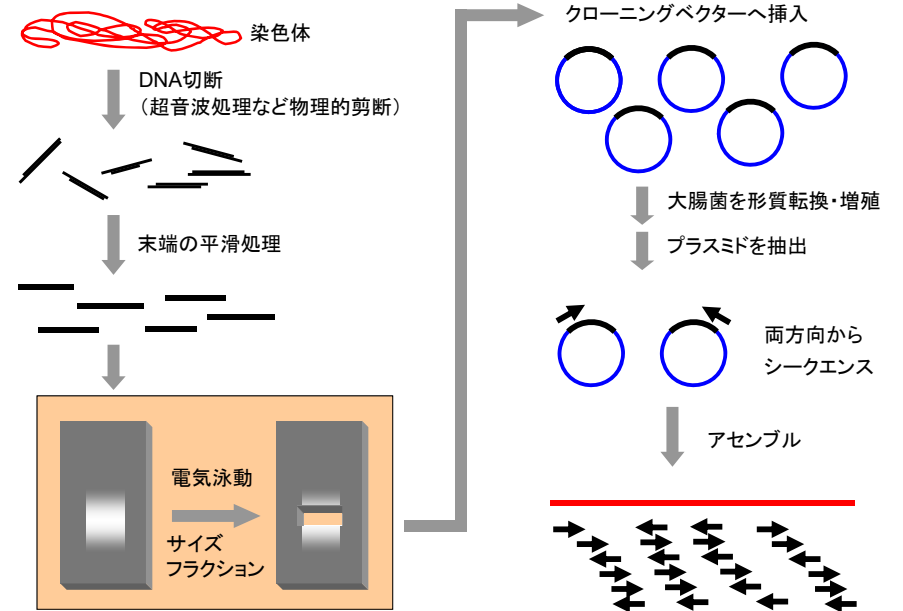 染色体
DNA切断
（超音波処理など物理的剪断）
末端の平滑処理
電気泳動
サイズ
フラクション
クローニングベクターへ挿入
大腸菌を形質転換・増殖
プラスミドを抽出
両方向から
シークエンス
アセンブル